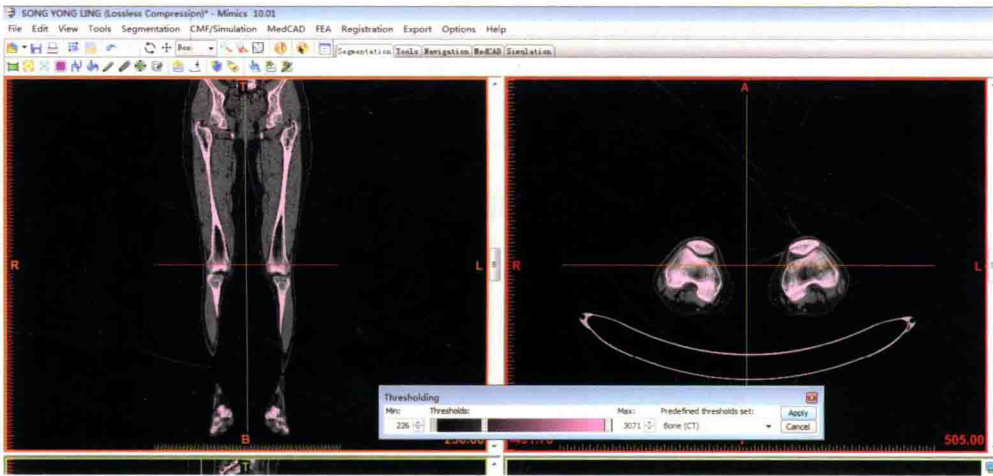 SONG YONG LING (Lossless Compression)* - Mimics 10.01
File Edit View Tools Segmentation CMF/Simulation MedCAD FEA Registration Export Options Help
Box
Segmentation Tools Navigation MedCAD Simulation
T
A
R
L
R
L
Thresholding
Min: Thresholds: Max: Predefined thresholds set:
226 3071 Bone (CT) Apply
Cancel
B
505.00
T